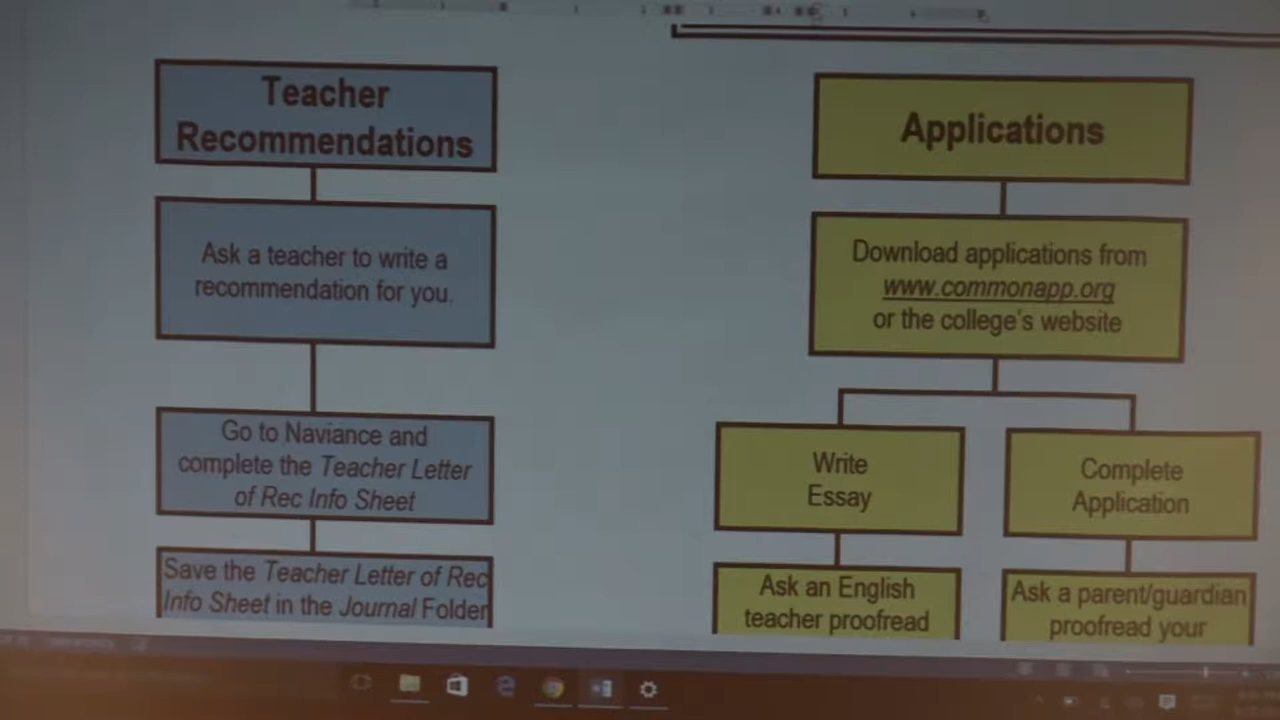 Teacher
Recommendations
Ask a teacher to write a
recommendation for you.
Go to Naviance and
complete the Teacher Letter
of Rec Info Sheet
Save the Teacher Letter of Rec
Info Sheet in the Journal Folder
Applications
Download applications from
www.commonapp.org
or the college's website
Write
Essay
Ask an English
teacher proofread
Complete
Application
Ask a parent/guardian
proofread your